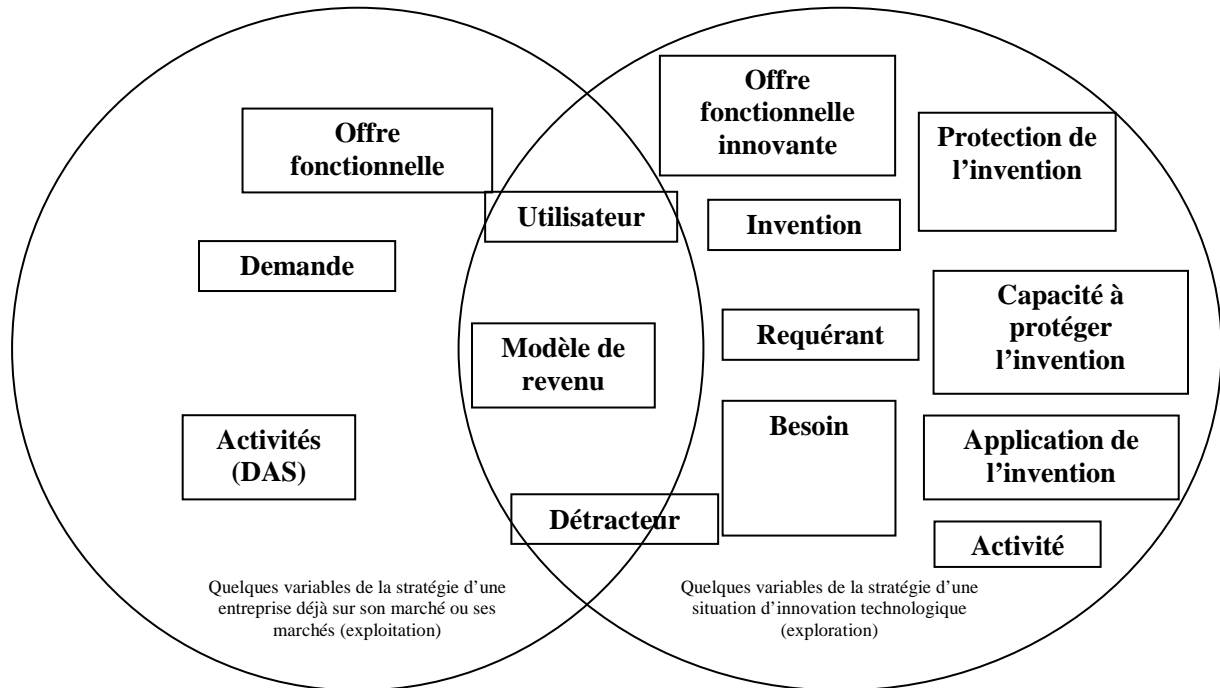 Offre
fonctionnelle
Demande
Activités
(DAS)
Utilisateur
Modèle de
revenu
Détracteur
Offre
fonctionnelle
innovante
Invention
Requérant
Besoin
Protection de
l’invention
Capacité à
protéger
l’invention
Application de
l’invention
Activité
Quelques variables de la stratégie d’une
entreprise déjà sur son marché ou ses
marchés (exploitation)
Quelques variables de la stratégie d’une
situation d’innovation technologique
(exploration)